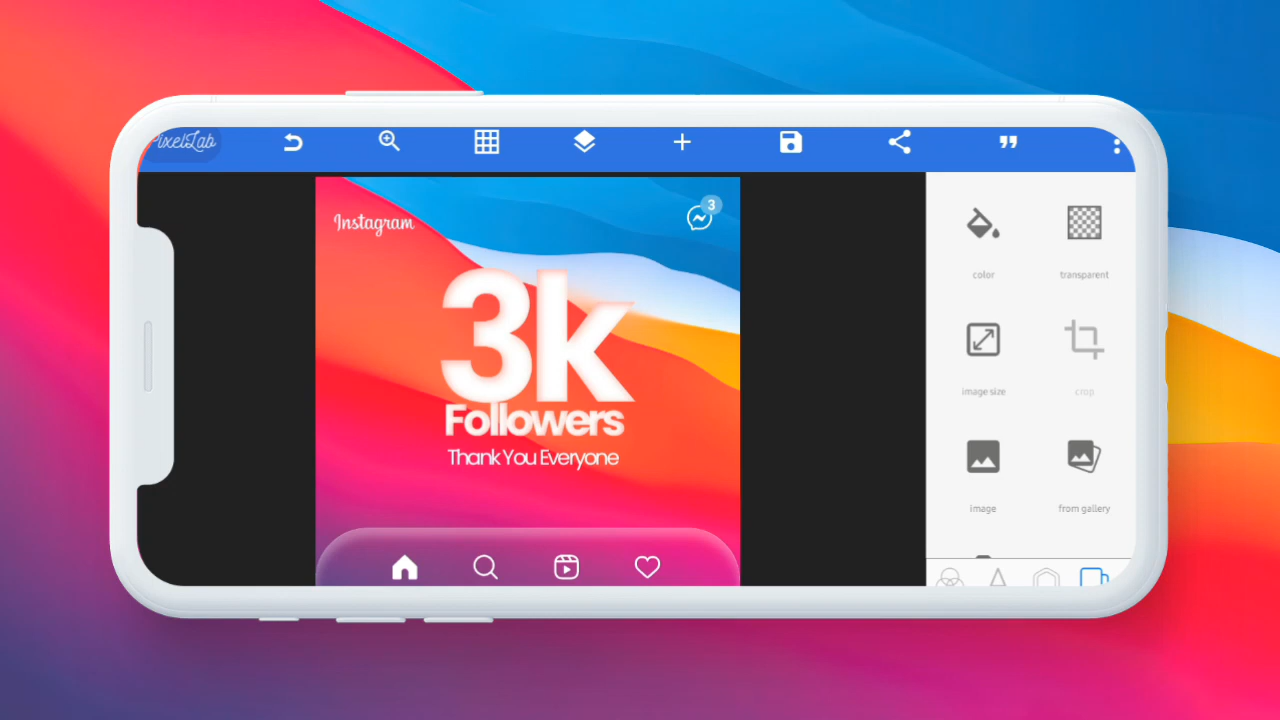 PixelLab
Instagram
3
3k
Followers
Thank You Everyone
color
transparent
image size
crop
image
from gallery